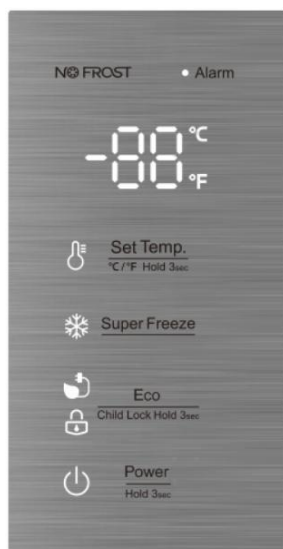 NO FROST
Alarm
-88 °C
°F
Set Temp.
°C/°F Hold 3sec
Super Freeze
Eco
Child Lock Hold 3sec
Power
Hold 3sec